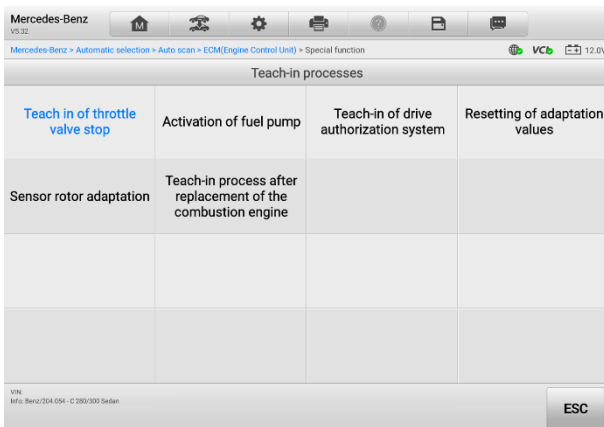 Mercedes-Benz
V5.32
M
Mercedes-Benz > Automatic selection > Auto scan > ECM(Engine Control Unit) > Special function
VCb 12.0V
Teach-in processes
Teach in of throttle
valve stop
Activation of fuel pump
Teach-in of drive
authorization system
Resetting of adaptation
values
Sensor rotor adaptation
Teach-in process after
replacement of the
combustion engine
VIN:
Info: Benz/204.054 - C 280/300 Sedan
ESC